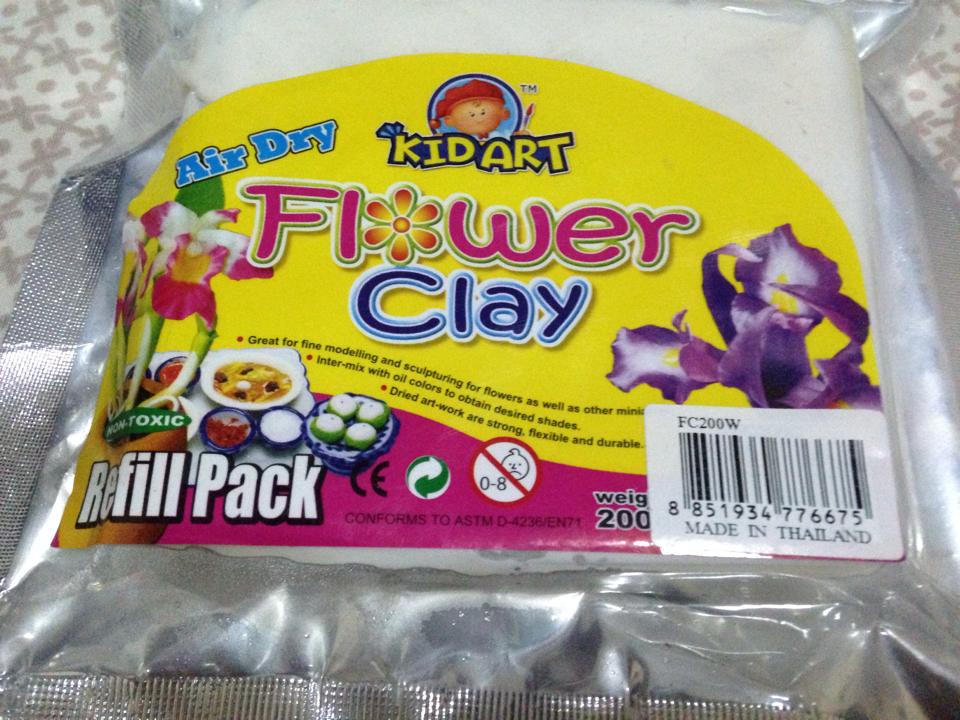 TM
KID ART
Air Dry
Flower
Clay
• Great for fine modelling and sculpturing for flowers as well as other
• Inter-mix with oil colors to obtain desired shades.
• Dried art-work are strong, flexible and durable.
NON-TOXIC
Refill Pack
CE
0-8
CONFORMS TO ASTM D-4236/EN71
200
FC200W
8 851934 776675
MADE IN THAILAND